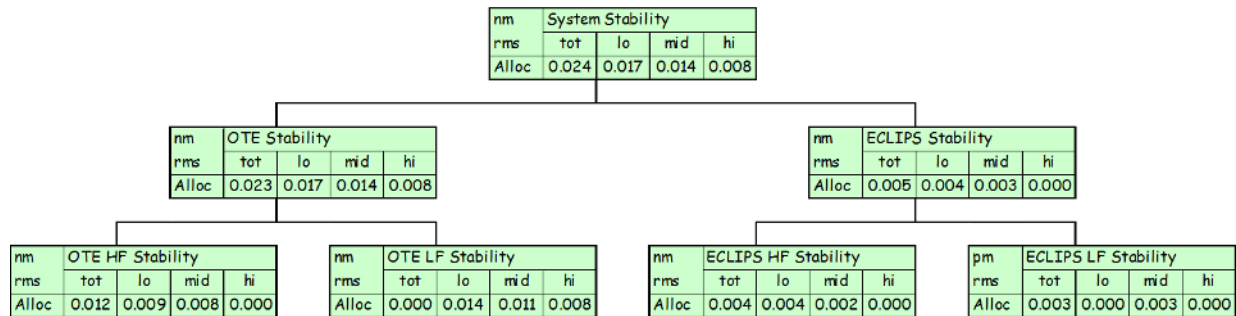 nm System Stability
rms tot lo mid hi
Alloc 0.024 0.017 0.014 0.008
nm OTE Stability
rms tot lo mid hi
Alloc 0.023 0.017 0.014 0.008
nm ECLIPS Stability
rms tot lo mid hi
Alloc 0.005 0.004 0.003 0.000
nm OTE HF Stability
rms tot lo mid hi
Alloc 0.012 0.009 0.008 0.000
nm OTE LF Stability
rms tot lo mid hi
Alloc 0.000 0.014 0.011 0.008
nm ECLIPS HF Stability
rms tot lo mid hi
Alloc 0.004 0.004 0.002 0.000
pm ECLIPS LF Stability
rms tot lo mid hi
Alloc 0.003 0.000 0.003 0.000